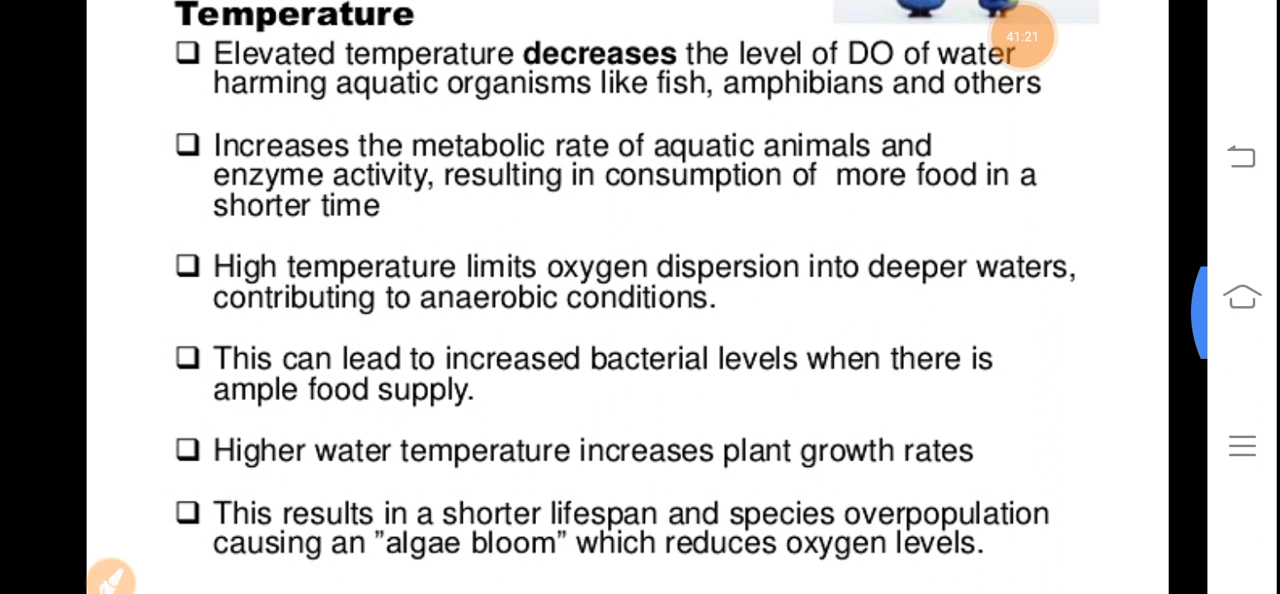 Temperature
41:21
❑ Elevated temperature decreases the level of DO of water
harming aquatic organisms like fish, amphibians and others
❑ Increases the metabolic rate of aquatic animals and
enzyme activity, resulting in consumption of more food in a
shorter time
❑ High temperature limits oxygen dispersion into deeper waters,
contributing to anaerobic conditions.
❑ This can lead to increased bacterial levels when there is
ample food supply.
❑ Higher water temperature increases plant growth rates
❑ This results in a shorter lifespan and species overpopulation
causing an ”algae bloom” which reduces oxygen levels.